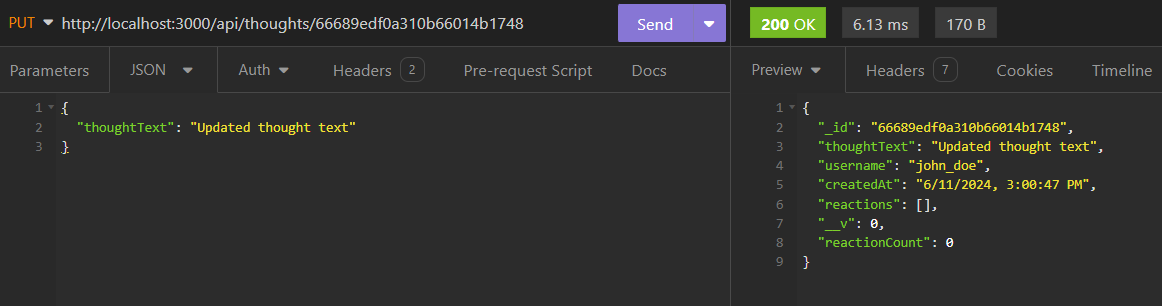 PUT http://localhost:3000/api/thoughts/66689edf0a310b66014b1748 Send
200 OK 6.13 ms 170 B
Parameters JSON Auth Headers 2 Pre-request Script Docs
Preview Headers 7 Cookies Timeline
1 {
2 "thoughtText": "Updated thought text"
3 }
1 {
2 "_id": "66689edf0a310b66014b1748",
3 "thoughtText": "Updated thought text",
4 "username": "john_doe",
5 "createdAt": "6/11/2024, 3:00:47 PM",
6 "reactions": [],
7 "__v": 0,
8 "reactionCount": 0
9 }